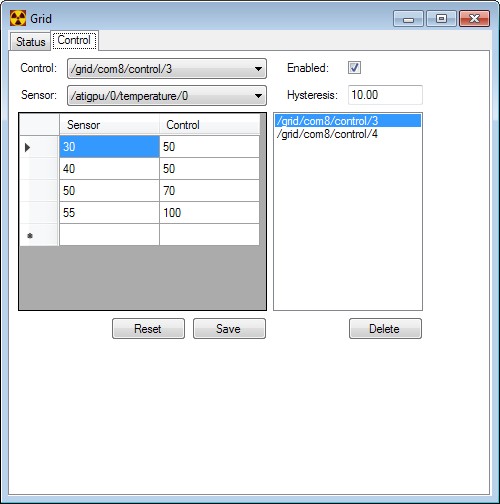 Grid
Status Control
Control: /grid/com8/control/3 Enabled:
Sensor: /atigpu/0/temperature/0 Hysteresis: 10.00
Sensor Control
30 50
40 50
50 70
55 100
/grid/com8/control/3
/grid/com8/control/4
Reset Save Delete